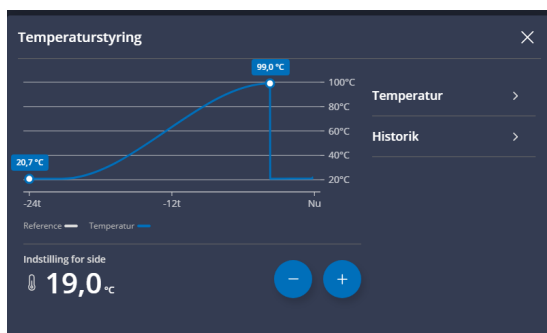 Temperaturstyring
99,0 °C
100°C
80°C
60°C
40°C
20°C
20,7 °C
-24t
-12t
Nu
Reference
Temperatur
Indstilling for side
19,0 °C
Temperatur
Historik